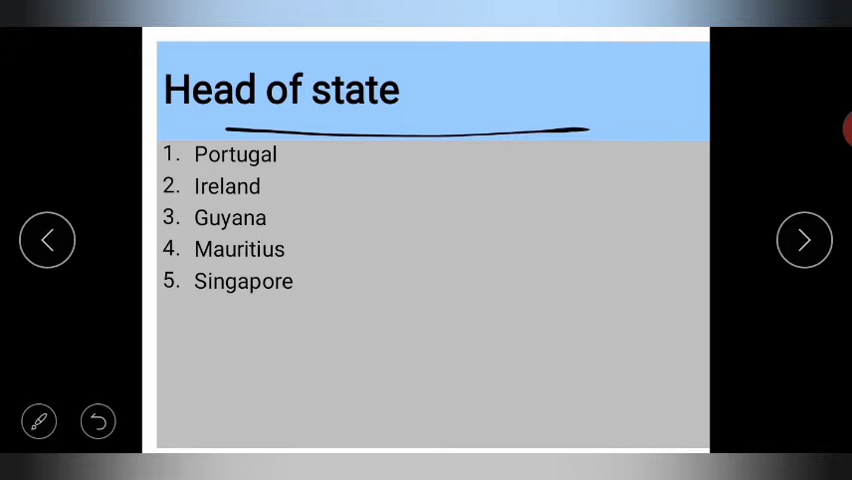 Head of state
1. Portugal
2. Ireland
3. Guyana
4. Mauritius
5. Singapore